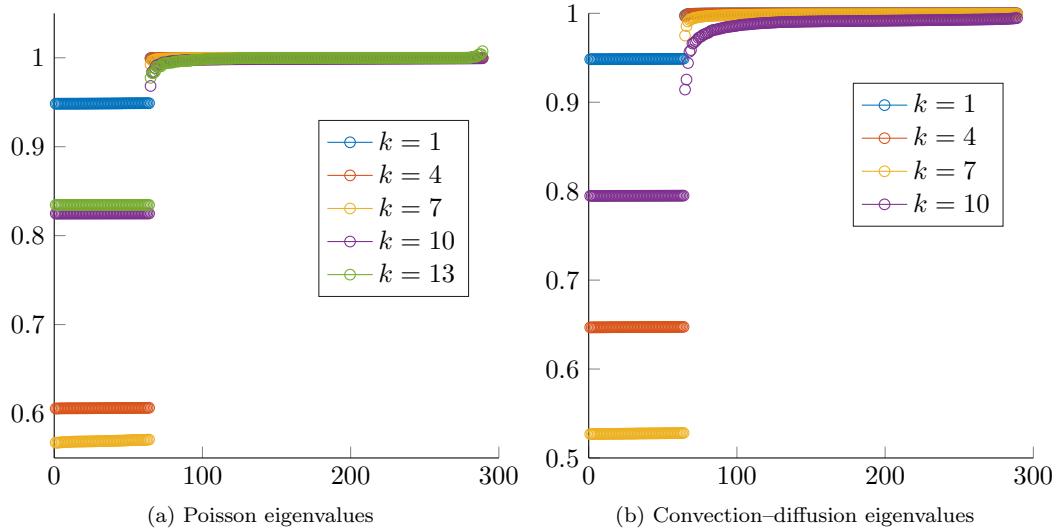 1
0.9
0.8
0.7
0.6
0
100
200
300
k = 1
k = 4
k = 7
k = 10
k = 13
(a) Poisson eigenvalues
1
0.9
0.8
0.7
0.6
0.5
0
100
200
300
k = 1
k = 4
k = 7
k = 10
(b) Convection–diffusion eigenvalues